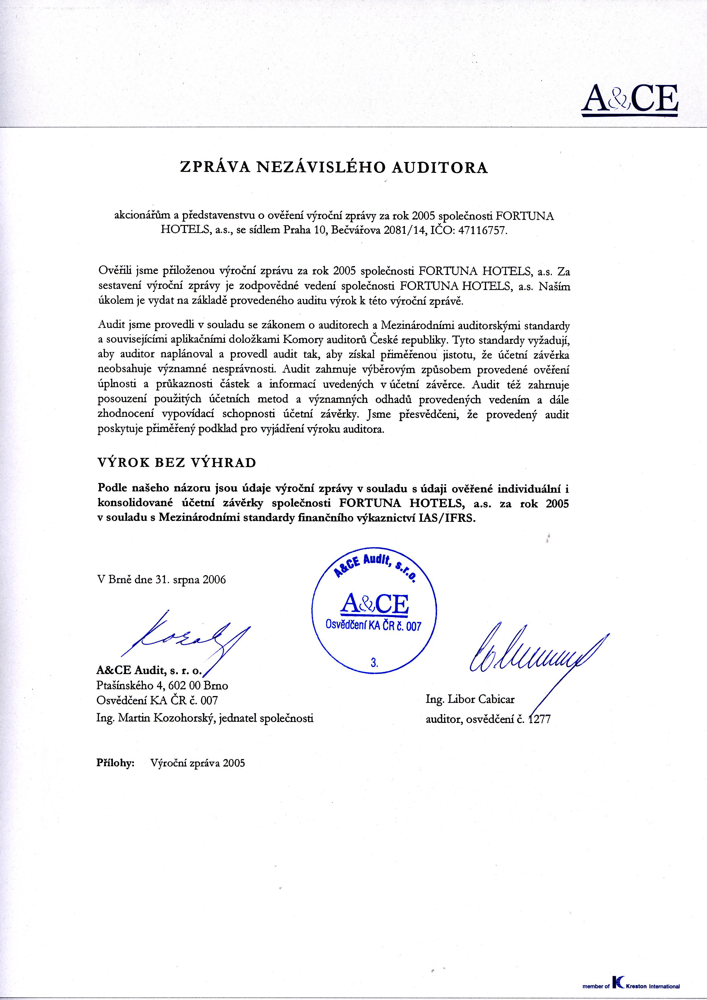 A&CE
ZPRÁVA NEZÁVISLÉHO AUDITORA
akcionářům a představenstvu o ověření výroční zprávy za rok 2005 společnosti FORTUNA
HOTELS, a.s., se sídlem Praha 10, Bečvářova 2081/14, IČO: 47116757.
Ověřili jsme přiloženou výroční zprávu za rok 2005 společnosti FORTUNA HOTELS, a.s. Za
sestavení výroční zprávy je zodpovědné vedení společnosti FORTUNA HOTELS, a.s. Naším
úkolem je vydat na základě provedeného auditu výrok k této výroční zprávě.
Audit jsme provedli v souladu se zákonem o auditorech a Mezinárodními auditorskými standardy
a souvisejícími aplikačními doložkami Komory auditorů České republiky. Tyto standardy vyžadují,
aby auditor naplánoval a provedl audit tak, aby získal přiměřenou jistotu, že účetní závěrka
neobsahuje významné nesprávnosti. Audit zahrnuje výběrovým způsobem provedené ověření
úplnosti a průkaznosti částek a informací uvedených v účetní závěrce. Audit též zahrnuje
posouzení použitých účetních metod a významných odhadů provedených vedením a dále
zhodnocení vypovídací schopnosti účetní závěrky. Jsme přesvědčeni, že provedený audit
poskytuje přiměřený podklad pro vyjádření výroku auditora.
VÝROK BEZ VÝHRAD
Podle našeho názoru jsou údaje výroční zprávy v souladu s údaji ověřené individuální i
konsolidované účetní závěrky společnosti FORTUNA HOTELS, a.s. za rok 2005
v souladu s Mezinárodními standardy finančního výkaznictví IAS/IFRS.
V Brně dne 31. srpna 2006
A&CE Audit, s.r.o.
A&CE
Osvědčení KA ČR č. 007
3.
A&CE Audit, s. r. o.
Ptašínského 4, 602 00 Brno
Osvědčení KA ČR č. 007
Ing. Martin Kozohorský, jednatel společnosti
Ing. Libor Cabicar
auditor, osvědčení č. 1277
Přílohy: Výroční zpráva 2005
member of K Kreston International